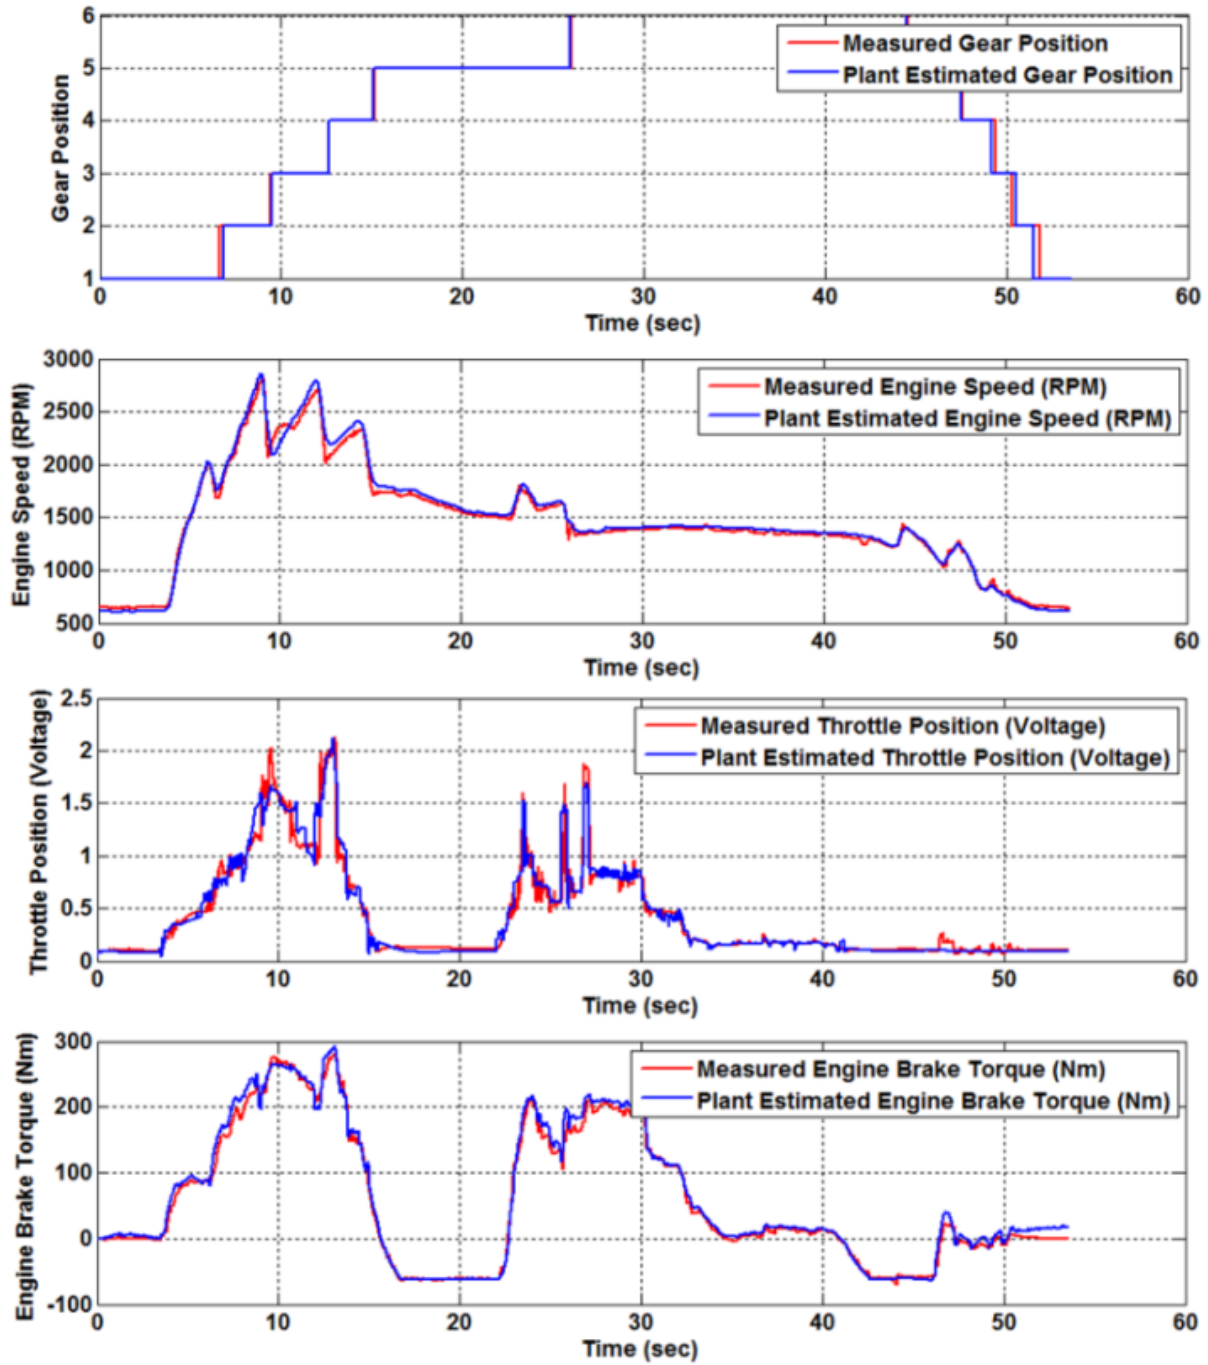 6
5
4
3
2
1
Gear Position
Measured Gear Position
Plant Estimated Gear Position
0 10 20 30 40 50 60
Time (sec)
3000
2500
2000
1500
1000
500
Engine Speed (RPM)
Measured Engine Speed (RPM)
Plant Estimated Engine Speed (RPM)
0 10 20 30 40 50 60
Time (sec)
2.5
2
1.5
1
0.5
0
Throttle Position (Voltage)
Measured Throttle Position (Voltage)
Plant Estimated Throttle Position (Voltage)
0 10 20 30 40 50 60
Time (sec)
300
200
100
0
-100
Engine Brake Torque (Nm)
Measured Engine Brake Torque (Nm)
Plant Estimated Engine Brake Torque (Nm)
0 10 20 30 40 50 60
Time (sec)